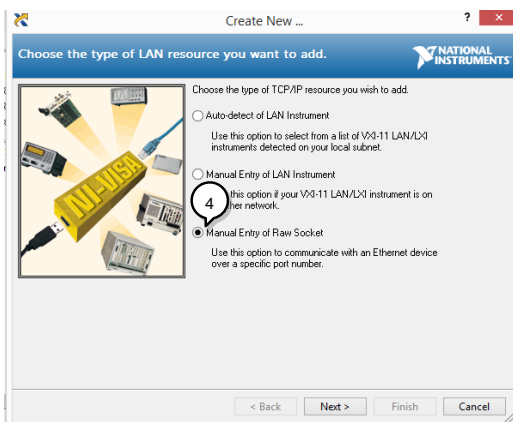 Create New ...
?
Choose the type of LAN resource you want to add.
NATIONAL
INSTRUMENTS
Choose the type of TCP/IP resource you wish to add.
Auto-detect of LAN Instrument
Use this option to select from a list of VXI-11 LAN/LXI
instruments detected on your local subnet.
Manual Entry of LAN Instrument
this option if your VXI-11 LAN/LXI instrument is on
network.
4
Manual Entry of Raw Socket
Use this option to communicate with an Ethernet device
over a specific port number.
NI-VISA
< Back
Next >
Finish
Cancel